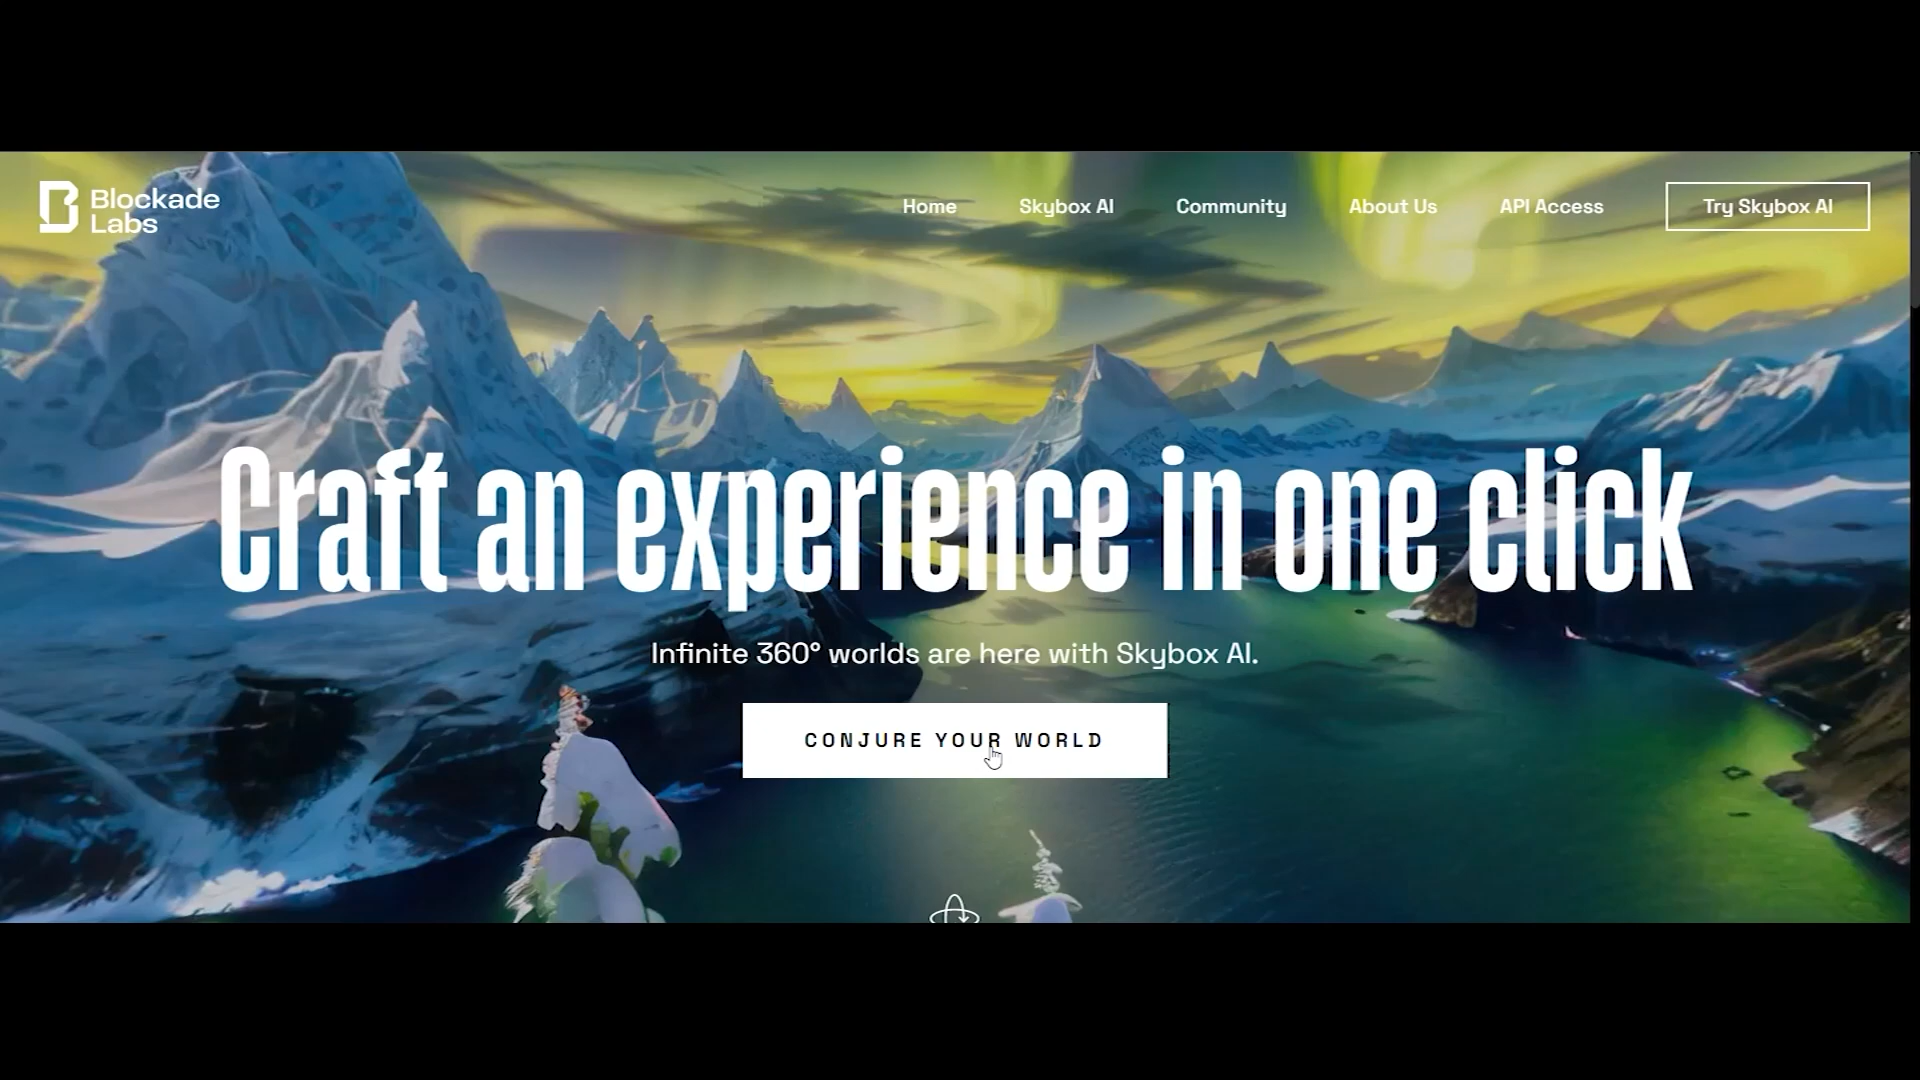 Blockade
Labs
Home
Skybox AI
Community
About Us
API Access
Try Skybox AI
Craft an experience in one click
Infinite 360° worlds are here with Skybox AI.
CONJURE YOUR WORLD